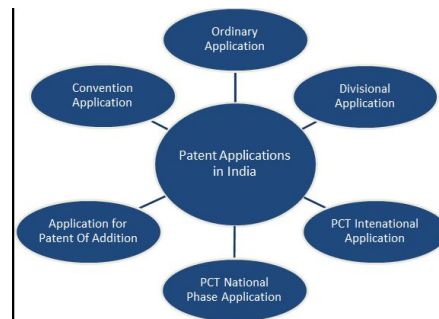 Ordinary
Application
Convention
Application
Divisional
Application
Patent Applications
in India
Application for
Patent Of Addition
PCT Intenational
Application
PCT National
Phase Application